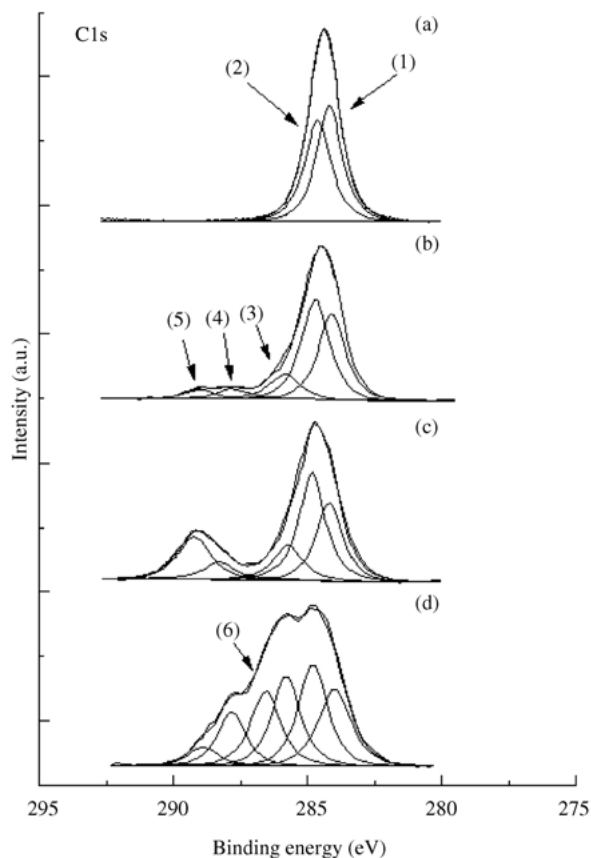 C1s
(a)
(2)
(1)
(b)
(5)
(4)
(3)
(c)
(d)
(6)
Intensity (a.u.)
295
290
285
280
275
Binding energy (eV)